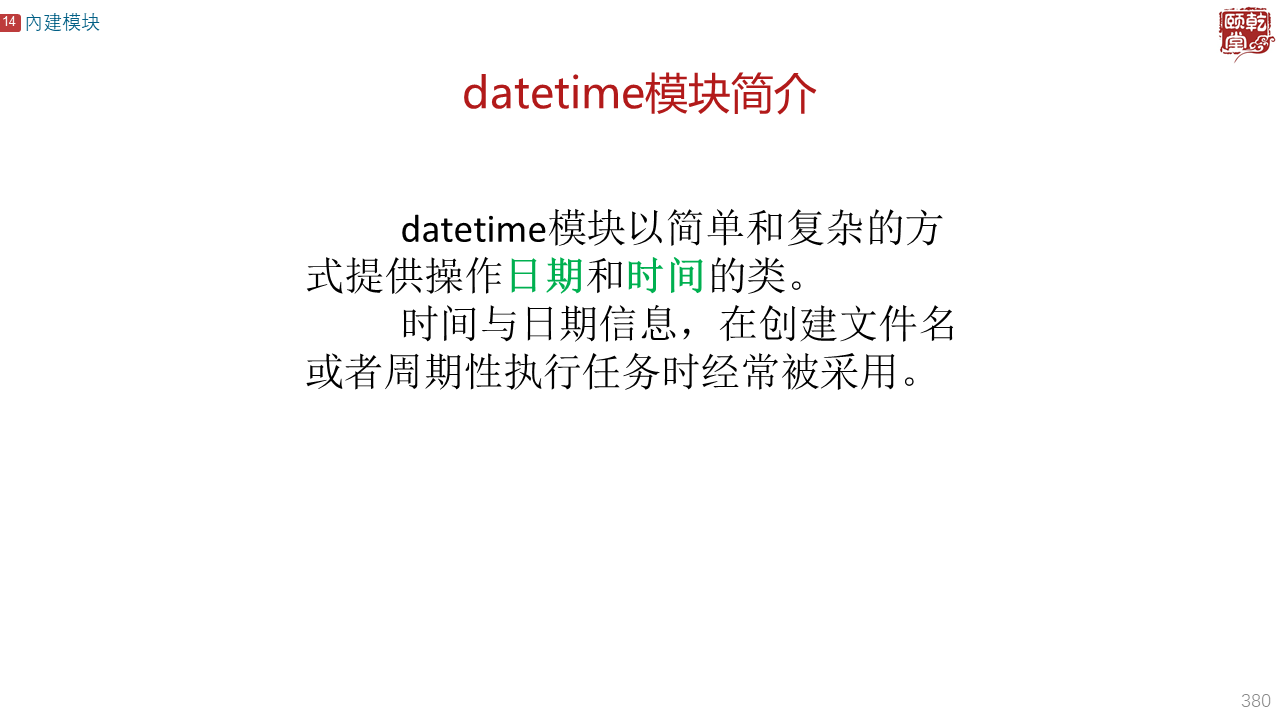 14 內建模块
颐乾堂
datetime模块简介
datetime模块以简单和复杂的方
式提供操作日期和时间的类。
时间与日期信息，在创建文件名
或者周期性执行任务时经常被采用。
380